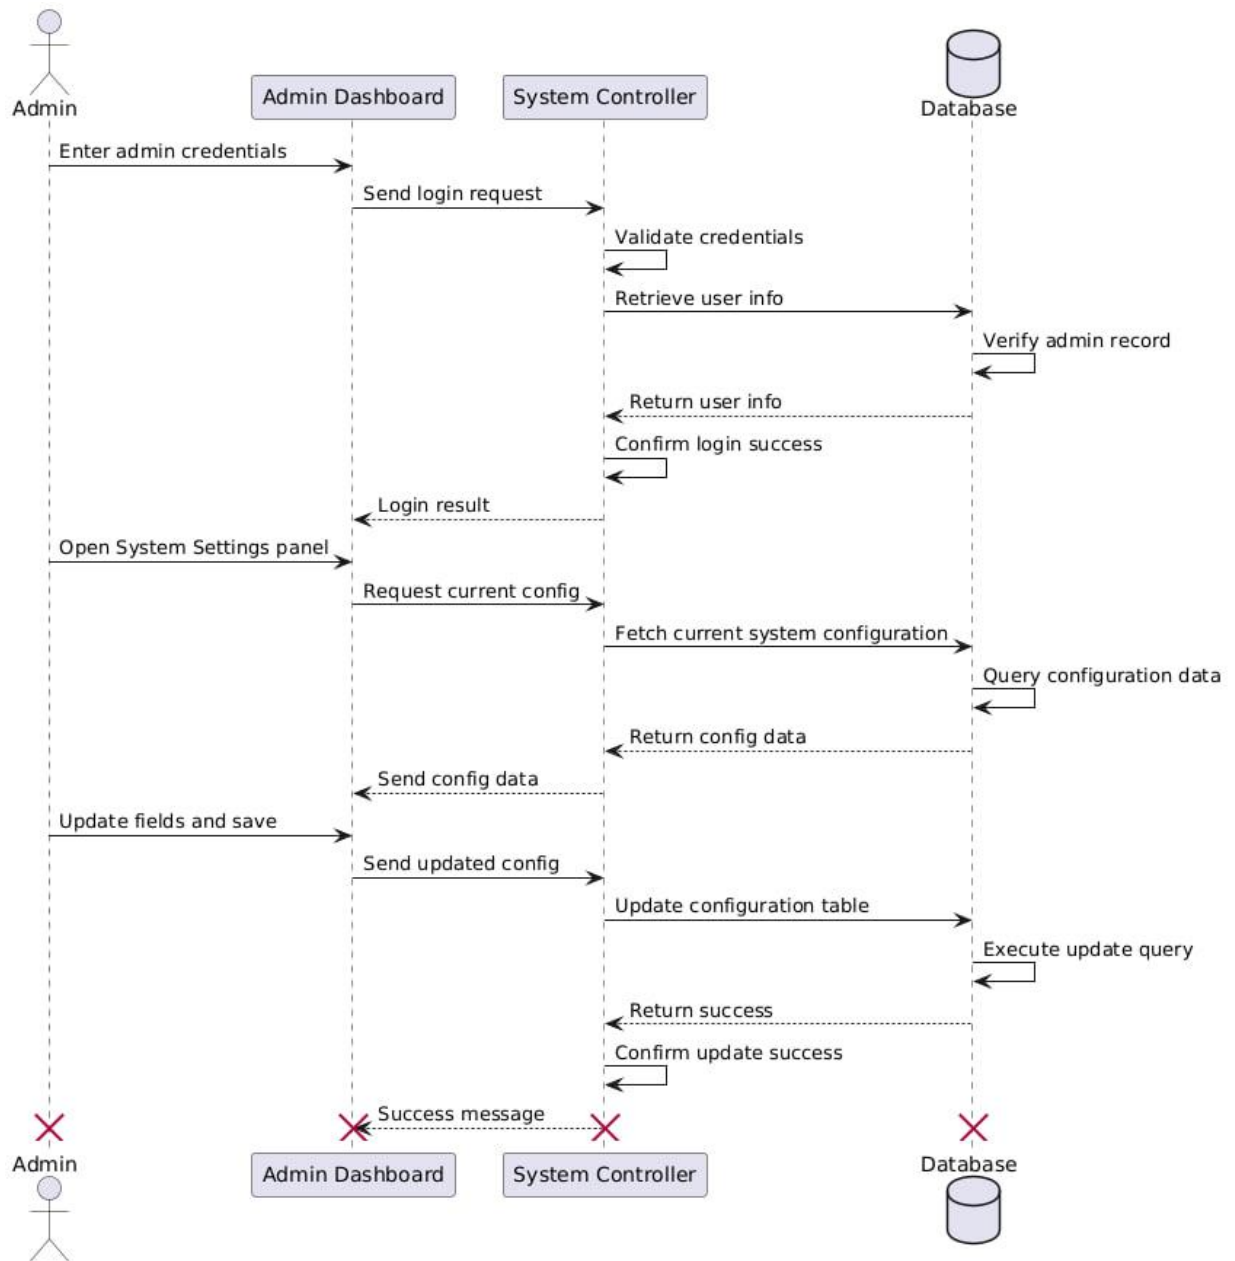 Admin
Admin Dashboard
System Controller
Database
Enter admin credentials
Send login request
Validate credentials
Retrieve user info
Verify admin record
Return user info
Confirm login success
Login result
Open System Settings panel
Request current config
Fetch current system configuration
Query configuration data
Return config data
Send config data
Update fields and save
Send updated config
Update configuration table
Execute update query
Return success
Confirm update success
Success message
Admin
Admin Dashboard
System Controller
Database